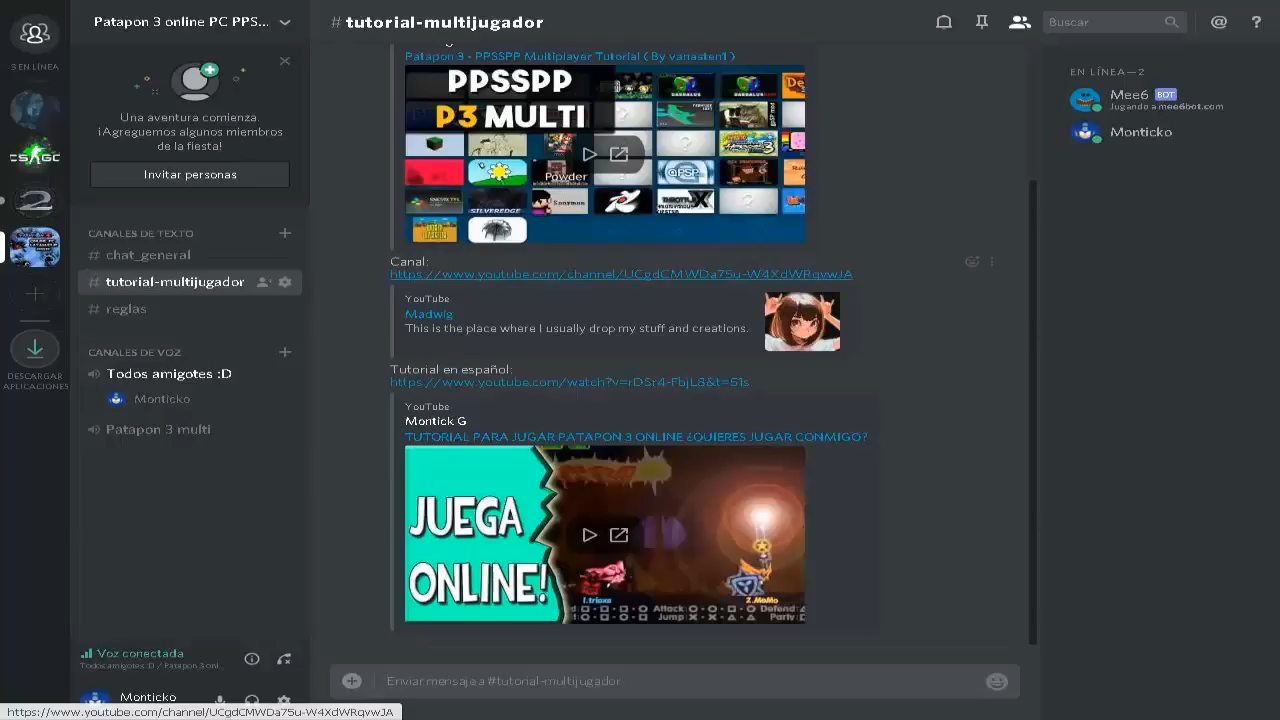 Patapon 3 online PC PPS...
# tutorial-multijugador
Buscar
3 EN LÍNEA
Una aventura comienza.
¡Agreguemos algunos miembros
de la fiesta!
Invitar personas
CANALES DE TEXTO
# chat_general
# tutorial-multijugador
# reglas
DESCARGAR
APLICACIONES
CANALES DE VOZ
Todos amigotes :D
Monticko
Patapon 3 multi
Voz conectada
Todos amigotes :D / Patapon 3 onl...
Monticko
https://www.youtube.com/channel/UCgdCMWDa75u-W4XdWRqvwJA
Patapon 3 - PPSSPP Multiplayer Tutorial ( By vanasten1 )
PPSSPP
P3 MULTI
Powder
SILVEREDGE
Canal:
https://www.youtube.com/channel/UCgdCMWDa75u-W4XdWRqvwJA
YouTube
Madwig
This is the place where I usually drop my stuff and creations.
Tutorial en español:
https://www.youtube.com/watch?v=rDSr4-FbjL8&t=51s
YouTube
Montick G
TUTORIAL PARA JUGAR PATAPON 3 ONLINE ¿QUIERES JUGAR CONMIGO?
JUEGA
ONLINE!
1.trioxa
2.MoMo
Attack:
Defend:
Jump:
Party:
Enviar mensaje a #tutorial-multijugador
EN LÍNEA—2
Mee6 BOT
Jugando a mee6bot.com
Monticko